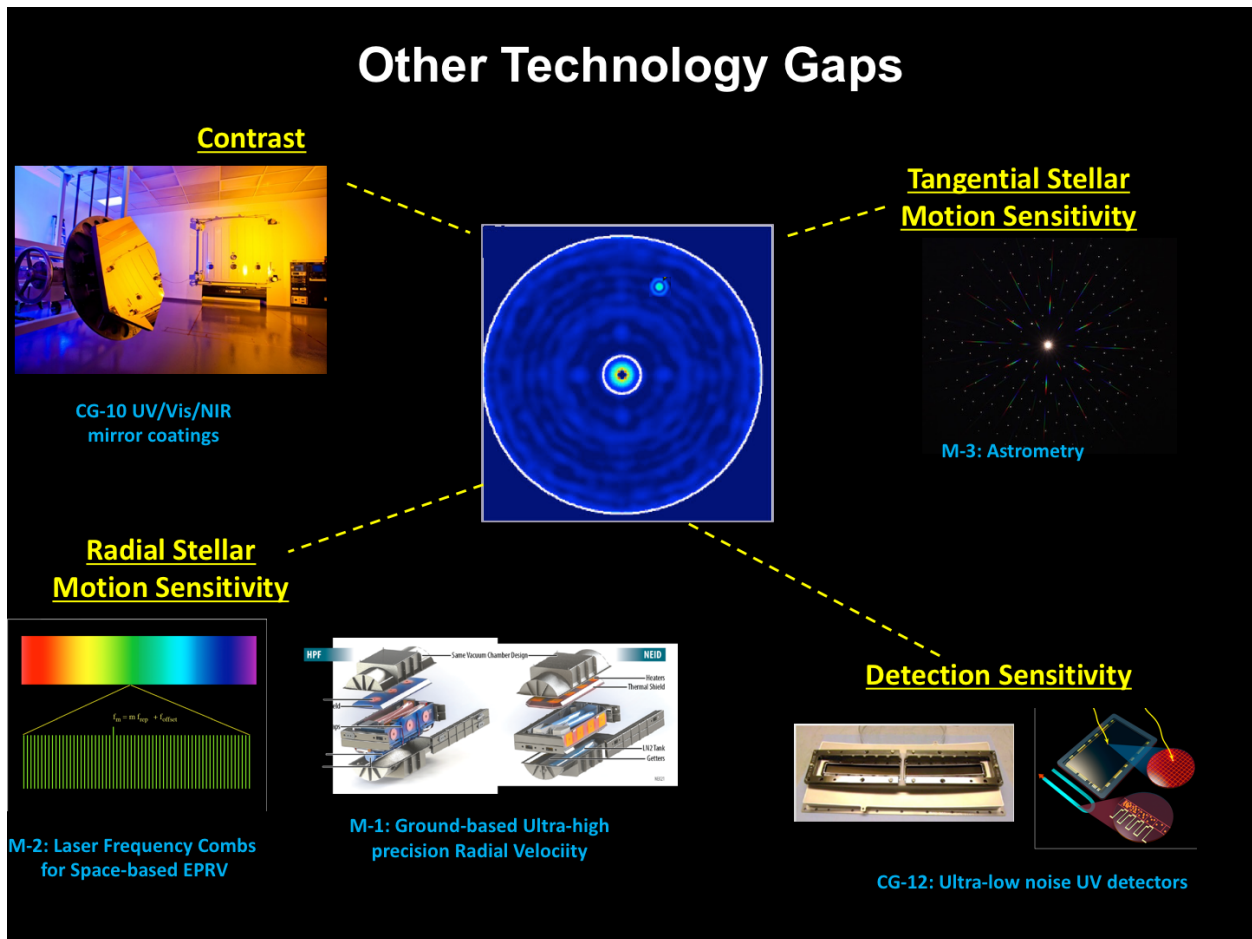 Other Technology Gaps
Contrast
CG-10 UV/Vis/NIR
mirror coatings
Tangential Stellar
Motion Sensitivity
M-3: Astrometry
Radial Stellar
Motion Sensitivity
fm = m frep + foffset
M-2: Laser Frequency Combs
for Space-based EPRV
HPF
Same Vacuum Chamber Design
NEID
Heaters
Thermal Shield
LN2 Tank
Getters
M-1: Ground-based Ultra-high
precision Radial Velociity
Detection Sensitivity
CG-12: Ultra-low noise UV detectors